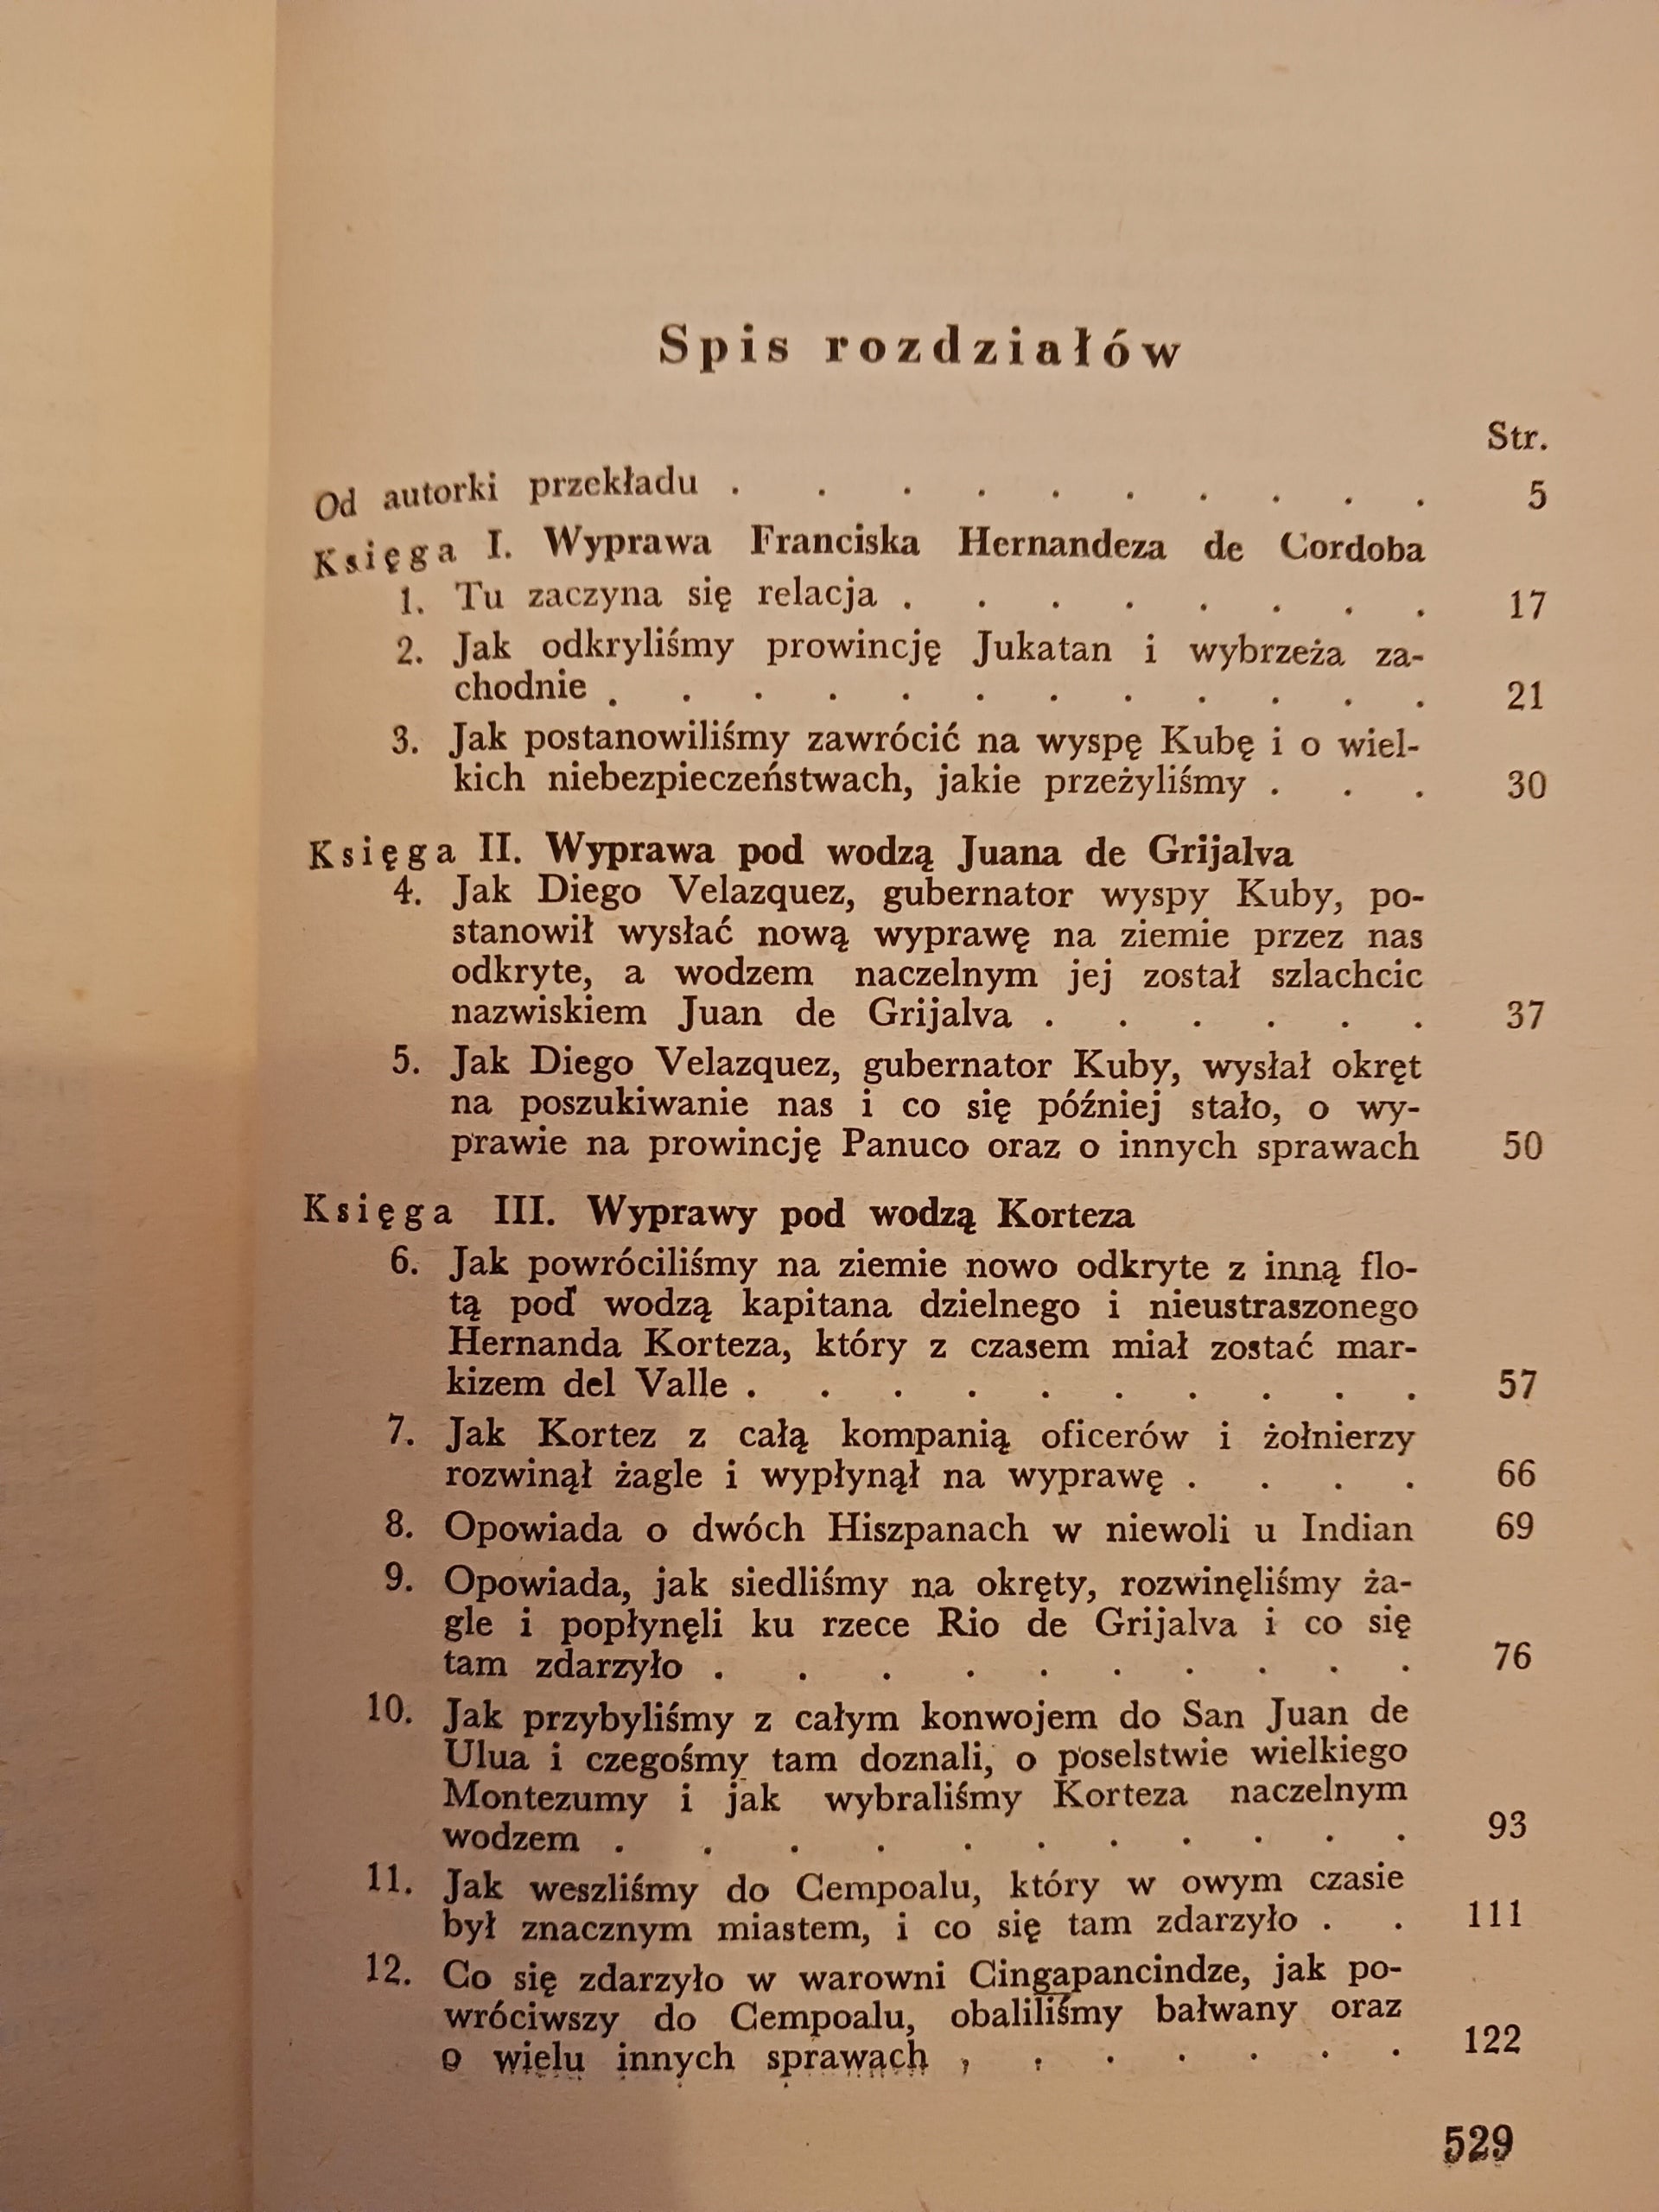 Spis rozdziałów
Str.
Od autorki przekładu . . . . . . . . . . 5
Księga I. Wyprawa Franciska Hernandeza de Cordoba
1. Tu zaczyna się relacja . . . . . . . . 17
2. Jak odkryliśmy prowincję Jukatan i wybrzeża za-
chodnie . . . . . . . . . . . . 21
3. Jak postanowiliśmy zawrócić na wyspę Kubę i o wiel-
kich niebezpieczeństwach, jakie przeżyliśmy . . . 30
Księga II. Wyprawa pod wodzą Juana de Grijalva
4. Jak Diego Velazquez, gubernator wyspy Kuby, po-
stanowił wysłać nową wyprawę na ziemie przez nas
odkryte, a wodzem naczelnym jej został szlachcic
nazwiskiem Juan de Grijalva . . . . . . 37
5. Jak Diego Velazquez, gubernator Kuby, wysłał okręt
na poszukiwanie nas i co się później stało, o wy-
prawie na prowincję Panuco oraz o innych sprawach 50
Księga III. Wyprawy pod wodzą Korteza
6. Jak powróciliśmy na ziemie nowo odkryte z inną flo-
tą pod wodzą kapitana dzielnego i nieustraszonego
Hernanda Korteza, który z czasem miał zostać mar-
kizem del Valle . . . . . . . . . . 57
7. Jak Kortez z całą kompanią oficerów i żołnierzy
rozwinął żagle i wypłynął na wyprawę . . . . 66
8. Opowiada o dwóch Hiszpanach w niewoli u Indian 69
9. Opowiada, jak siedliśmy na okręty, rozwinęliśmy ża-
gle i popłynęli ku rzece Rio de Grijalva i co się
tam zdarzyło . . . . . . . . . . 76
10. Jak przybyliśmy z całym konwojem do San Juan de
Ulua i czegośmy tam doznali, o poselstwie wielkiego
Montezumy i jak wybraliśmy Korteza naczelnym
wodzem . . . . . . . . . . . 93
11. Jak weszliśmy do Cempoalu, który w owym czasie
był znacznym miastem, i co się tam zdarzyło . . 111
12. Co się zdarzyło w warowni Cingapancindze, jak po-
wróciwszy do Cempoalu, obaliliśmy bałwany oraz
o wielu innych sprawach , . . . . . . 122
529